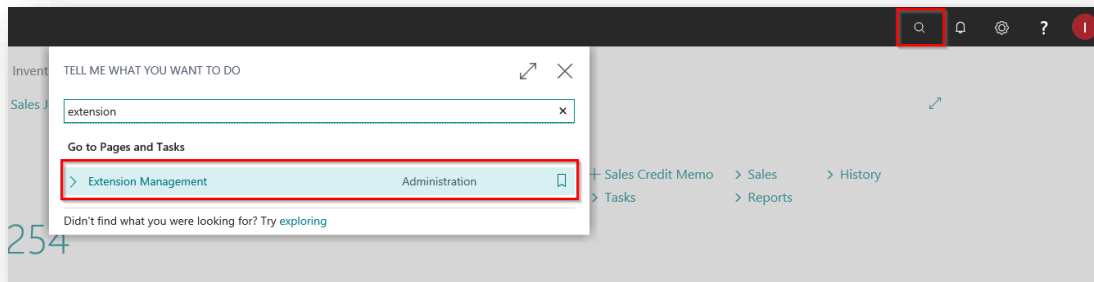 ?
I
Invent
TELL ME WHAT YOU WANT TO DO
Sales J
extension
Go to Pages and Tasks
Extension Management Administration
Didn't find what you were looking for? Try exploring
+ Sales Credit Memo > Sales > History
> Tasks > Reports
254